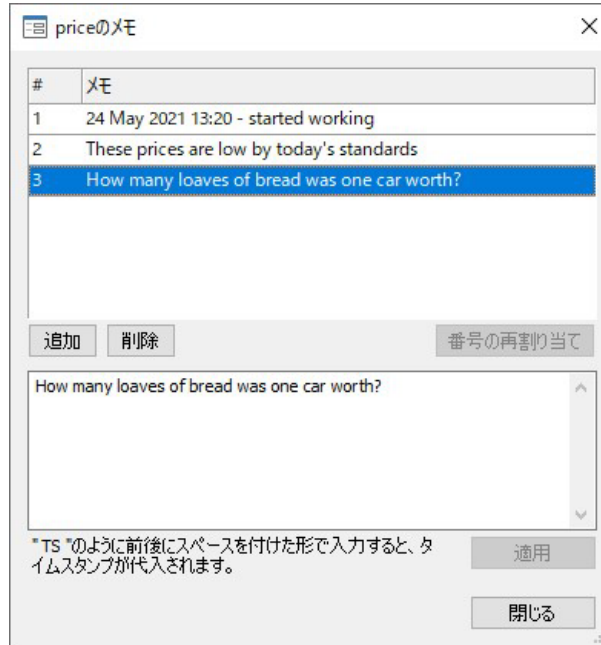 priceのメモ
# メモ
1 24 May 2021 13:20 - started working
2 These prices are low by today's standards
3 How many loaves of bread was one car worth?
追加 削除 番号の再割り当て
How many loaves of bread was one car worth?
" TS "のように前後にスペースを付けた形で入力すると、タ
イムスタンプが代入されます。
適用
閉じる